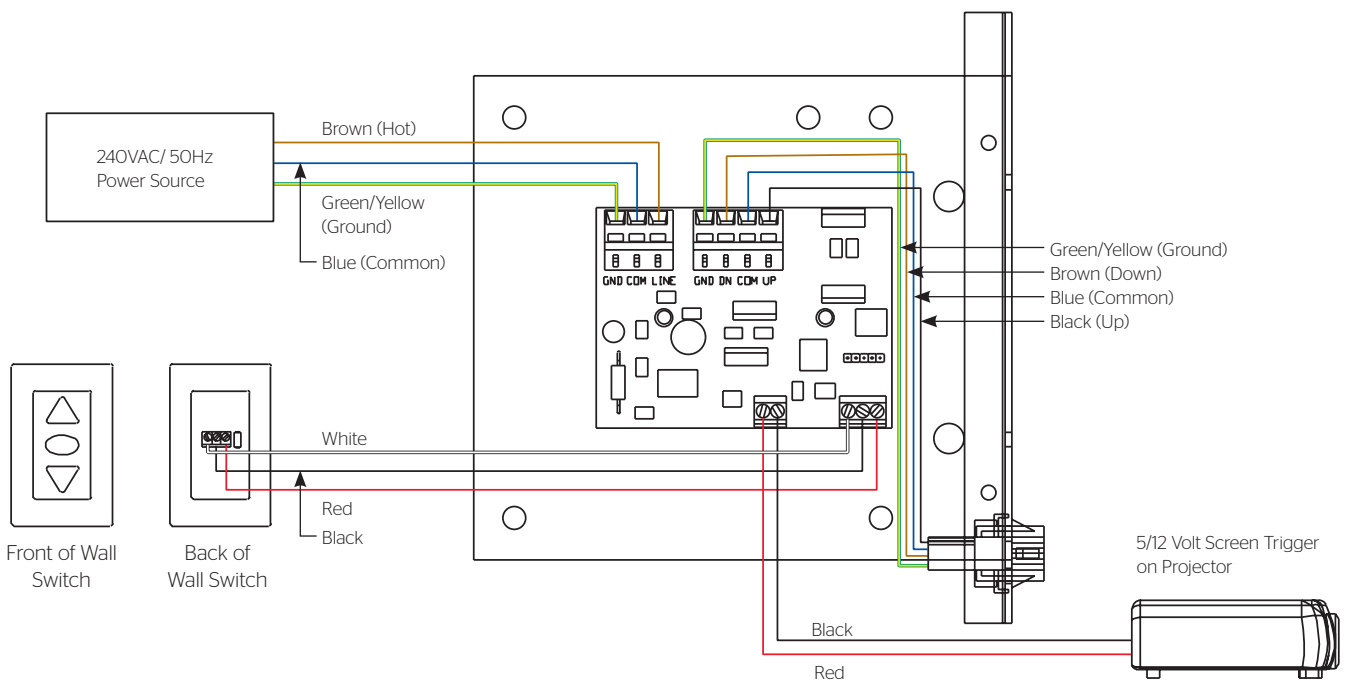 240VAC/ 50Hz
Power Source
Brown (Hot)
Green/Yellow
(Ground)
Blue (Common)
GND COM LINE
GND DN COM UP
Green/Yellow (Ground)
Brown (Down)
Blue (Common)
Black (Up)
White
Red
Black
Front of Wall
Switch
Back of
Wall Switch
5/12 Volt Screen Trigger
on Projector
Black
Red